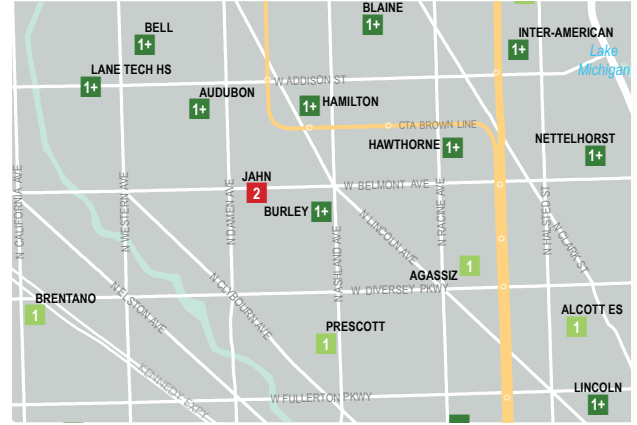 BLAINE
1+
BELL
1+
INTER-AMERICAN
1+
Lake
Michigan
LANE TECH HS
1+
W ADDISON ST
AUDUBON
1+
HAMILTON
1+
CTA BROWN LINE
HAWTHORNE
1+
NETTELHORST
1+
N CALIFORNIA AVE
N WESTERN AVE
N DAMEN AVE
JAHN
2
W BELMONT AVE
BURLEY
1+
N ASHLAND AVE
N LINCOLN AVE
N RACINE AVE
N HALSTED ST
N CLARK ST
AGASSIZ
1
W DIVERSEY PKWY
BRENTANO
1
N ELSTON AVE
N CLYBOURN AVE
PRESCOTT
1
ALCOTT ES
1
KENNEDY EXPY
W FULLERTON PKWY
LINCOLN
1+